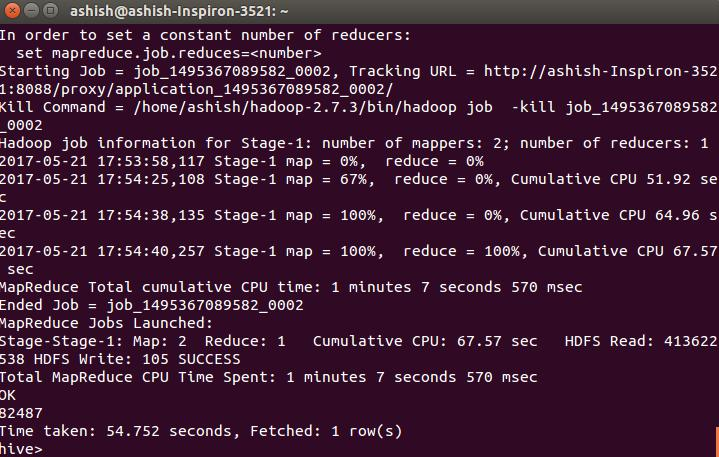 ashish@ashish-Inspiron-3521: ~
In order to set a constant number of reducers:
  set mapreduce.job.reduces=<number>
Starting Job = job_1495367089582_0002, Tracking URL = http://ashish-Inspiron-352
1:8088/proxy/application_1495367089582_0002/
Kill Command = /home/ashish/hadoop-2.7.3/bin/hadoop job  -kill job_1495367089582
_0002
Hadoop job information for Stage-1: number of mappers: 2; number of reducers: 1
2017-05-21 17:53:58,117 Stage-1 map = 0%,  reduce = 0%
2017-05-21 17:54:25,108 Stage-1 map = 67%,  reduce = 0%, Cumulative CPU 51.92 se
c
2017-05-21 17:54:38,135 Stage-1 map = 100%,  reduce = 0%, Cumulative CPU 64.96 s
ec
2017-05-21 17:54:40,257 Stage-1 map = 100%,  reduce = 100%, Cumulative CPU 67.57
 sec
MapReduce Total cumulative CPU time: 1 minutes 7 seconds 570 msec
Ended Job = job_1495367089582_0002
MapReduce Jobs Launched:
Stage-Stage-1: Map: 2  Reduce: 1   Cumulative CPU: 67.57 sec   HDFS Read: 413622
538 HDFS Write: 105 SUCCESS
Total MapReduce CPU Time Spent: 1 minutes 7 seconds 570 msec
OK
82487
Time taken: 54.752 seconds, Fetched: 1 row(s)
hive>